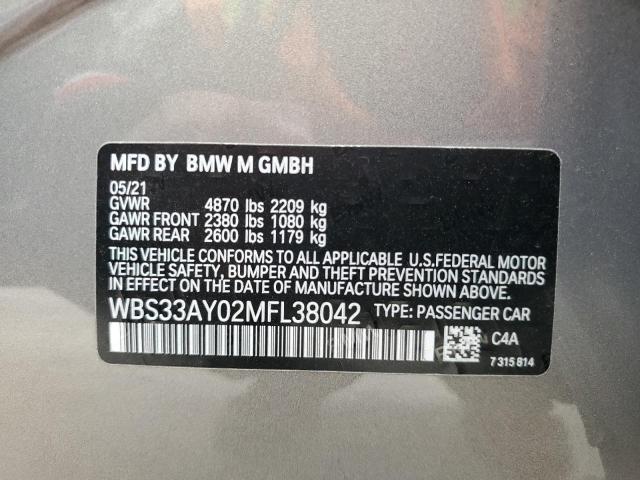 MFD BY BMW M GMBH
05/21
GVWR 4870 lbs 2209 kg
GAWR FRONT 2380 lbs 1080 kg
GAWR REAR 2600 lbs 1179 kg
THIS VEHICLE CONFORMS TO ALL APPLICABLE U.S.FEDERAL MOTOR
VEHICLE SAFETY, BUMPER AND THEFT PREVENTION STANDARDS
IN EFFECT ON THE DATE OF MANUFACTURE SHOWN ABOVE.
WBS33AY02MFL38042 TYPE: PASSENGER CAR
C4A
7 315 814